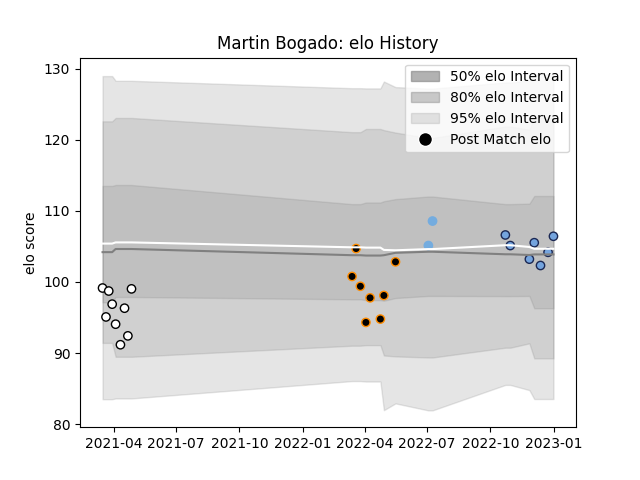 Martin Bogado: elo History
50% elo Interval
80% elo Interval
95% elo Interval
Post Match elo
elo score
130
120
110
100
90
80
2021-04 2021-07 2021-10 2022-01 2022-04 2022-07 2022-10 2023-01